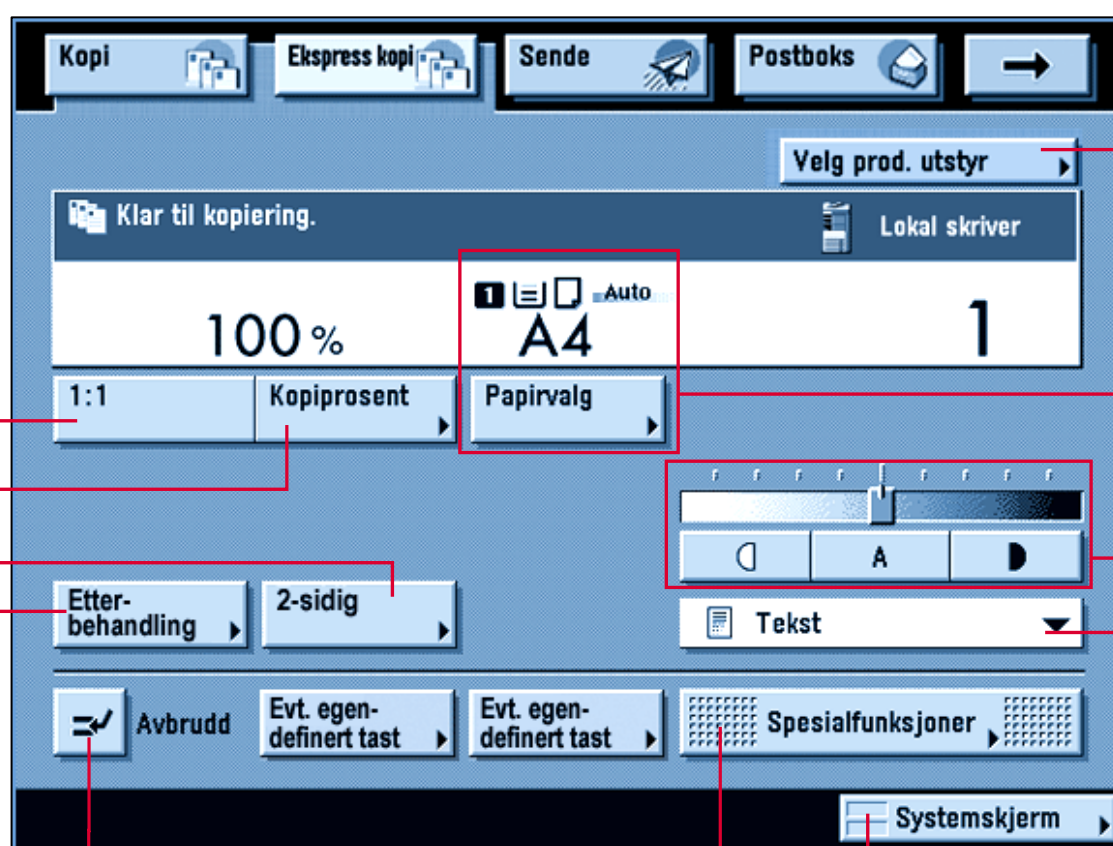 Kopi
Ekspress kopi
Sende
Postboks
Velg prod. utstyr
Klar til kopiering.
Lokal skriver
100 %
1 Auto
A4
1
1:1
Kopiprosent
Papirvalg
A
Etter-
behandling
2-sidig
Tekst
Avbrudd
Evt. egen-
definert tast
Evt. egen-
definert tast
Spesialfunksjoner
Systemskjerm